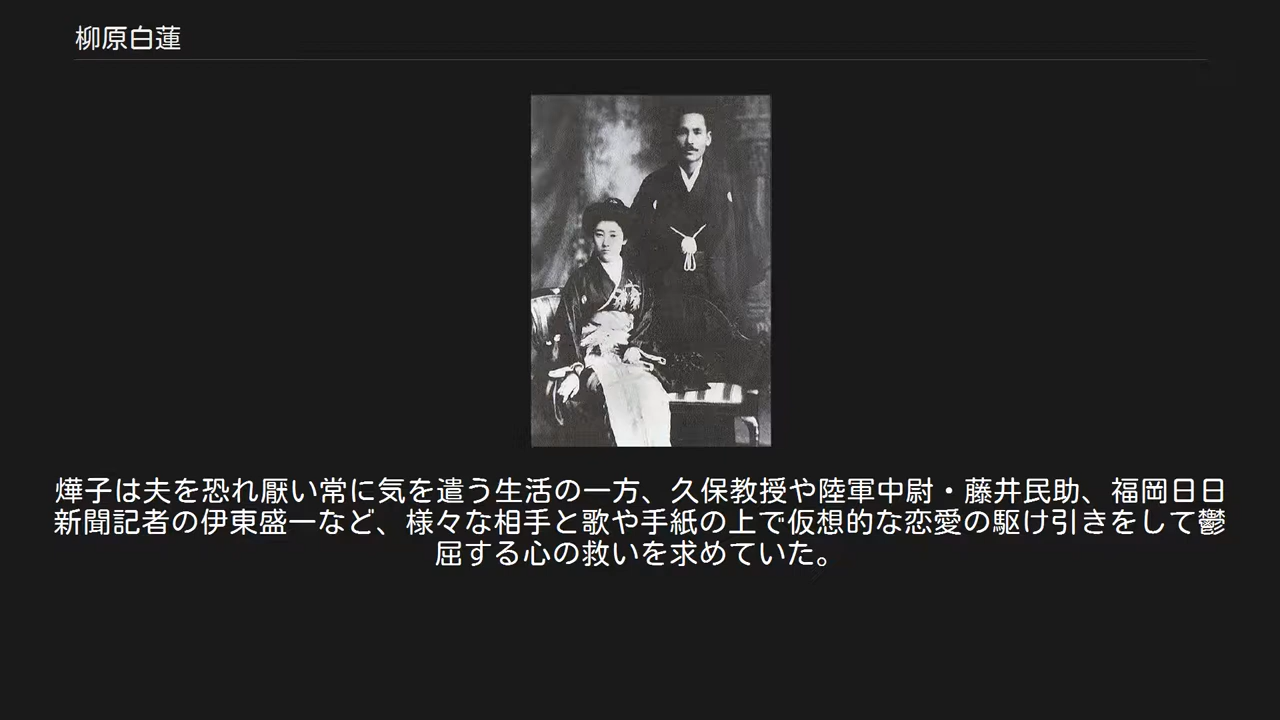 柳原白蓮
燁子は夫を恐れ厭い常に気を遣う生活の一方、久保教授や陸軍中尉・藤井民助、福岡日日
新聞記者の伊東盛一など、様々な相手と歌や手紙の上で仮想的な恋愛の駆け引きをして鬱
屈する心の救いを求めていた。